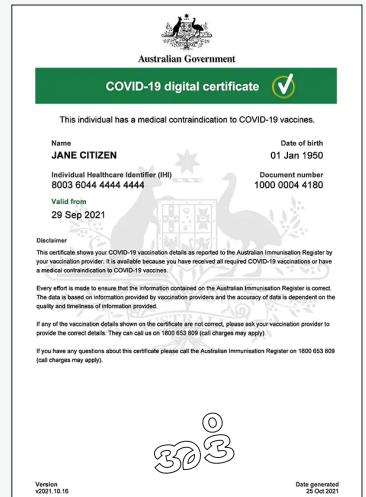 Australian Government
COVID-19 digital certificate
This individual has a medical contraindication to COVID-19 vaccines.
Name
Date of birth
JANE CITIZEN
01 Jan 1950
Individual Healthcare Identifier (IHI)
Document number
8003 6044 4444 4444
1000 0004 4180
Valid from
29 Sep 2021
Disclaimer
This certificate shows your COVID-19 vaccination details as reported to the Australian Immunisation Register by
your vaccination provider. It is available because you have received all required COVID-19 vaccinations or have
a medical contraindication to COVID-19 vaccines.
Every effort is made to ensure that the information contained on the Australian Immunisation Register is correct.
The data is based on information provided by vaccination providers and the accuracy of data is dependent on the
quality and timeliness of information provided.
If any of the vaccination details shown on the certificate are not correct, please ask your vaccination provider to
provide the correct details. They can call us on 1800 653 809 (call charges may apply).
If you have any questions about this certificate please call the Australian Immunisation Register on 1800 653 809
(call charges may apply).
Version
Date generated
v2021.10.16
25 Oct 2021